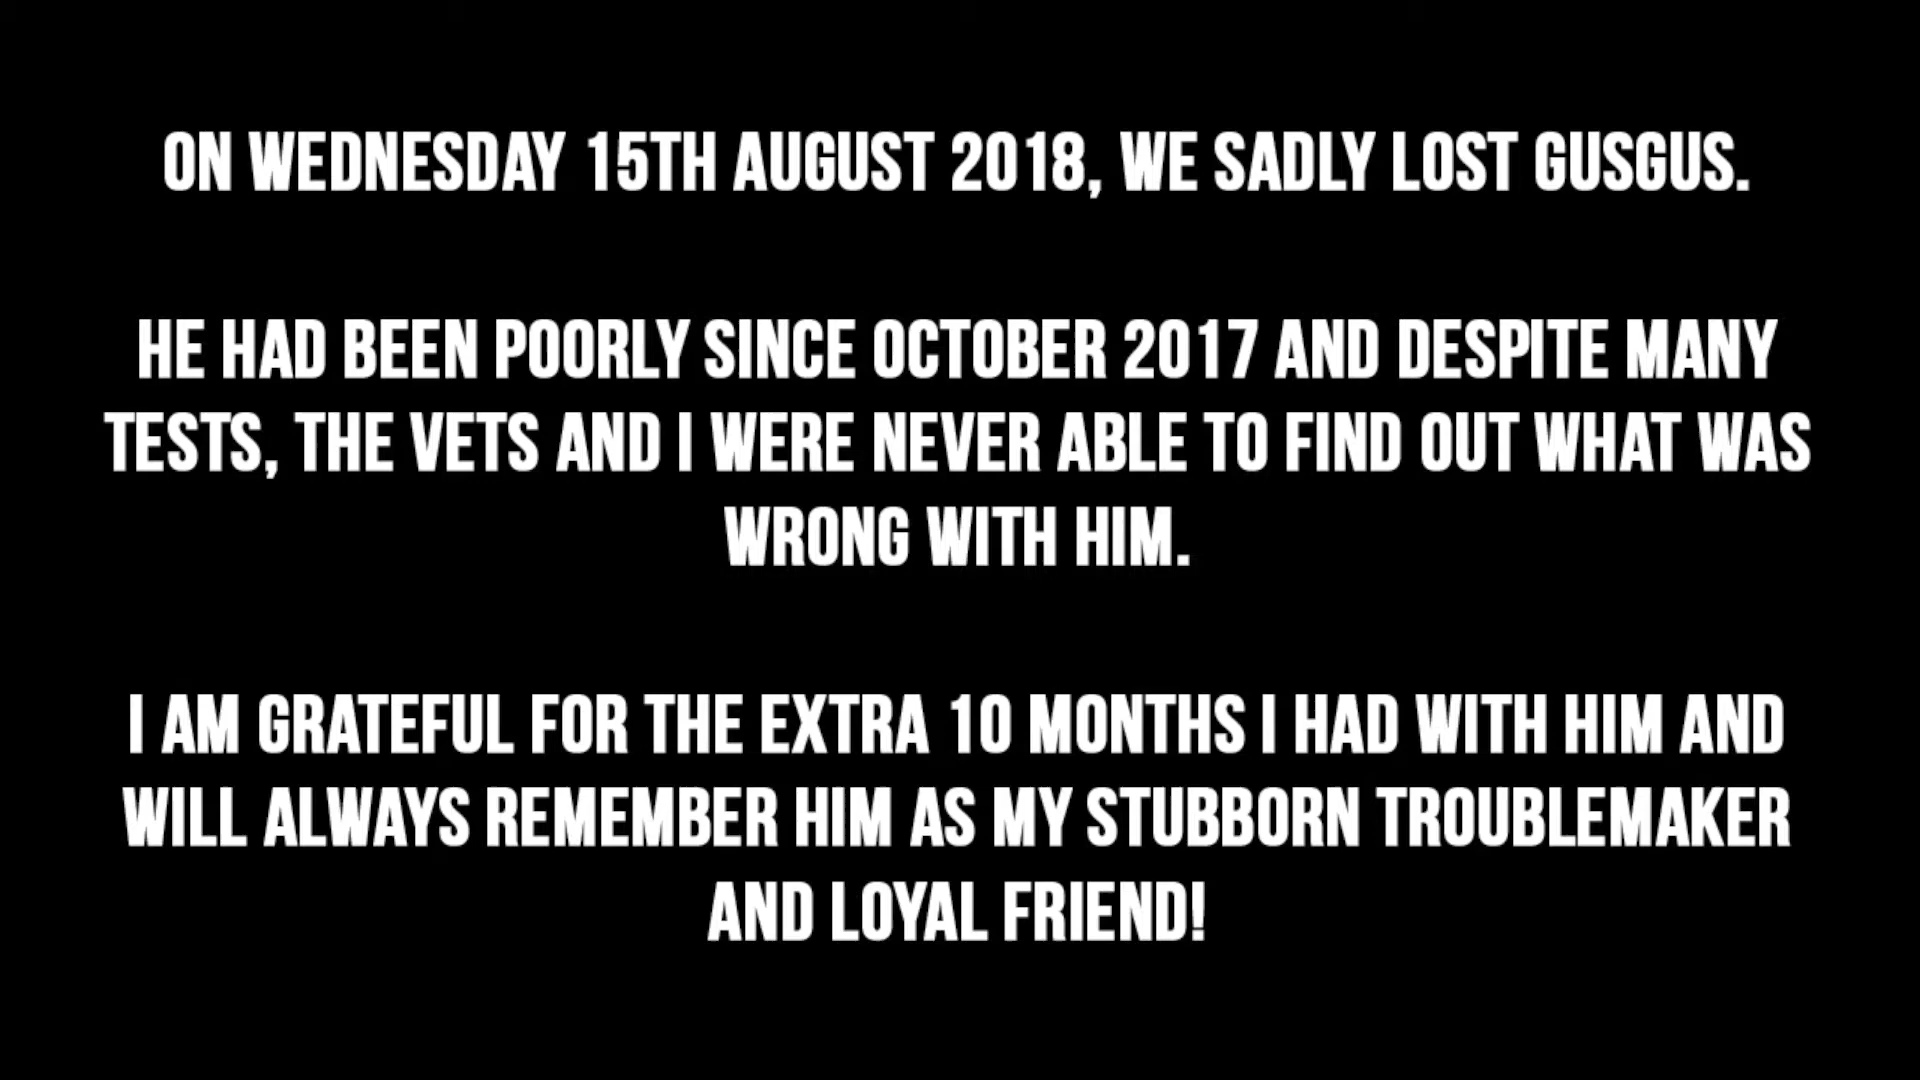 ON WEDNESDAY 15TH AUGUST 2018, WE SADLY LOST GUSGUS.
HE HAD BEEN POORLY SINCE OCTOBER 2017 AND DESPITE MANY
TESTS, THE VETS AND I WERE NEVER ABLE TO FIND OUT WHAT WAS
WRONG WITH HIM.
I AM GRATEFUL FOR THE EXTRA 10 MONTHS I HAD WITH HIM AND
WILL ALWAYS REMEMBER HIM AS MY STUBBORN TROUBLEMAKER
AND LOYAL FRIEND!